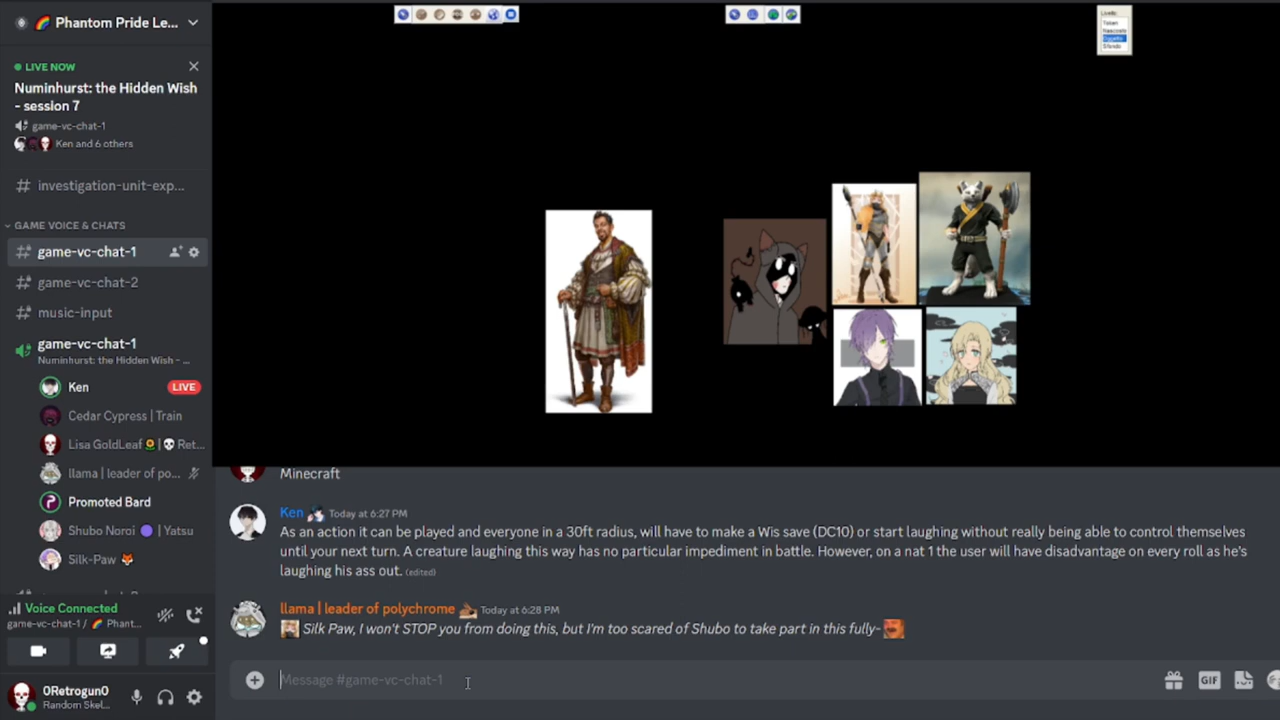 Phantom Pride Le...
LIVE NOW
Numinhurst: the Hidden Wish
- session 7
game-vc-chat-1
Ken and 6 others
investigation-unit-exp...
GAME VOICE & CHATS
game-vc-chat-1
game-vc-chat-2
music-input
game-vc-chat-1
Numinhurst: the Hidden Wish - ...
Ken LIVE
Cedar Cypress | Train
Lisa GoldLeaf | Ret...
llama | leader of po...
Promoted Bard
Shubo Noroi | Yatsu
Silk-Paw
Voice Connected
game-vc-chat-1 / Phant...
0Retrogun0
Random Skel...
Minecraft
Ken Today at 6:27 PM
As an action it can be played and everyone in a 30ft radius, will have to make a Wis save (DC10) or start laughing without really being able to control themselves
until your next turn. A creature laughing this way has no particular impediment in battle. However, on a nat 1 the user will have disadvantage on every roll as he's
laughing his ass out. (edited)
llama | leader of polychrome Today at 6:28 PM
Silk Paw, I won't STOP you from doing this, but I'm too scared of Shubo to take part in this fully-
Message #game-vc-chat-1
GIF